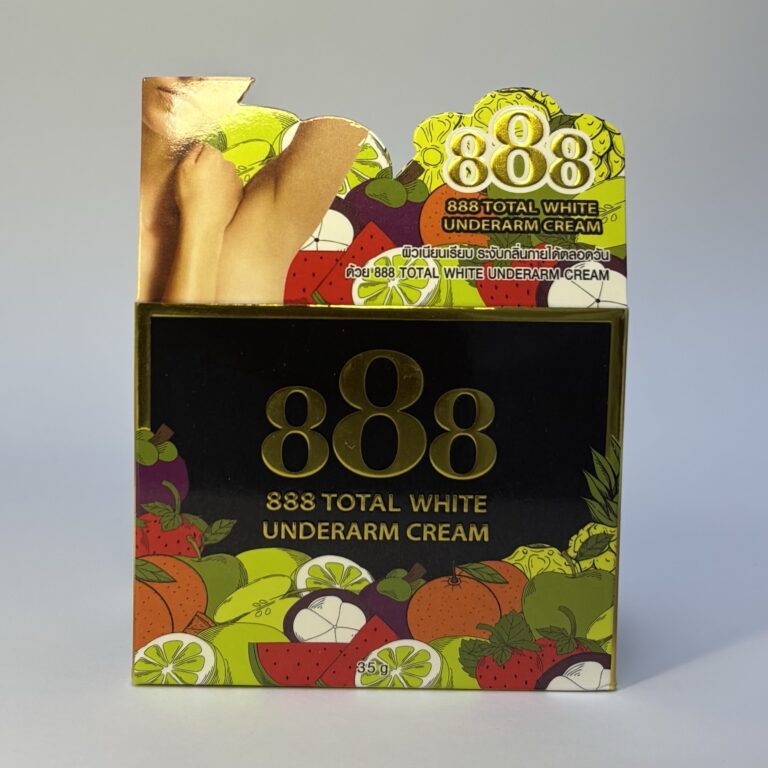 888
888 TOTAL WHITE
UNDERARM CREAM
ผิวเนียนเรียบ ระงับกลิ่นกายได้ตลอดวัน
ด้วย 888 TOTAL WHITE UNDERARM CREAM
888
888 TOTAL WHITE
UNDERARM CREAM
35 g